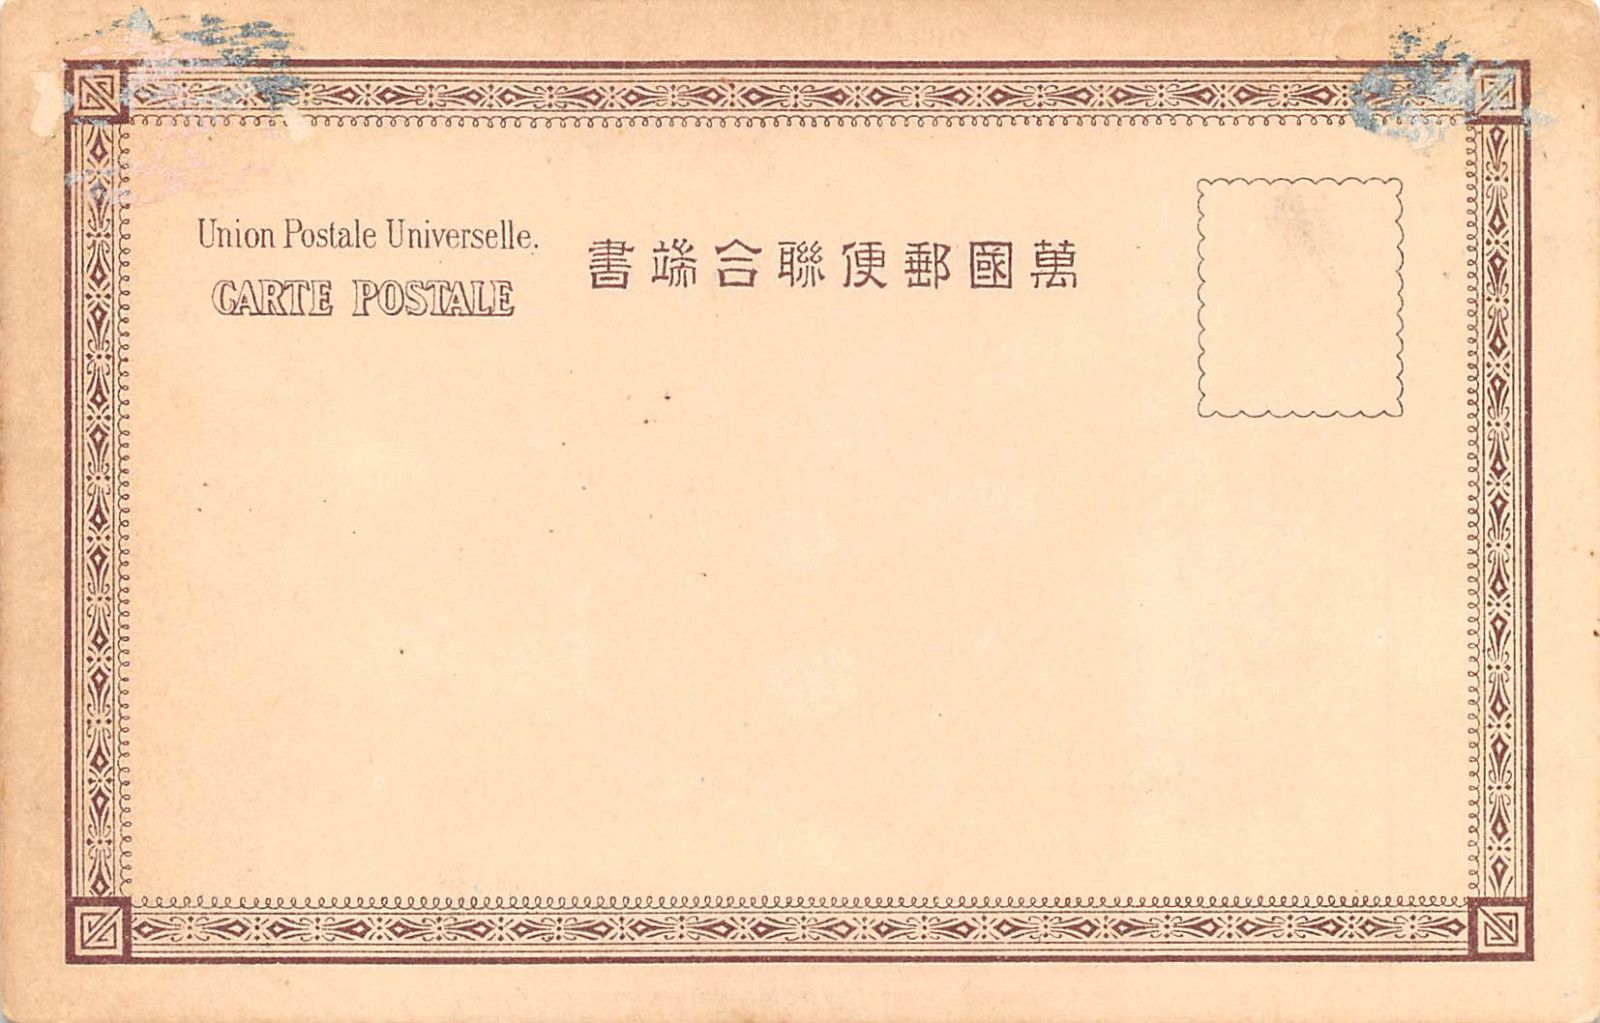 Union Postale Universelle.
CARTE POSTALE
萬國郵便聯合端書